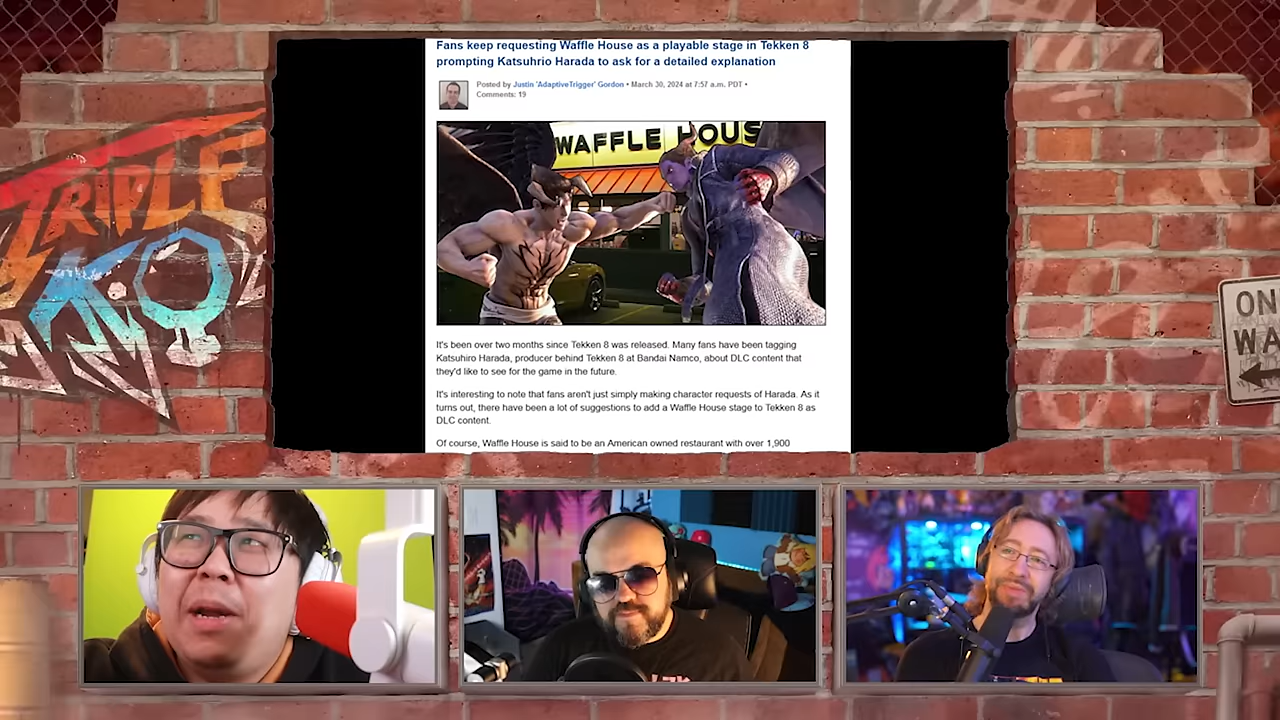 Fans keep requesting Waffle House as a playable stage in Tekken 8
prompting Katsuhrio Harada to ask for a detailed explanation
Posted by Justin 'AdaptiveTrigger' Gordon • March 30, 2024 at 7:57 a.m. PDT •
Comments: 19
WAFFLE HOUS
It's been over two months since Tekken 8 was released. Many fans have been tagging
Katsuhiro Harada, producer behind Tekken 8 at Bandai Namco, about DLC content that
they'd like to see for the game in the future.
It's interesting to note that fans aren't just simply making character requests of Harada. As it
turns out, there have been a lot of suggestions to add a Waffle House stage to Tekken 8 as
DLC content.
Of course, Waffle House is said to be an American owned restaurant with over 1,900
TRIPLE
KO
ON
WA